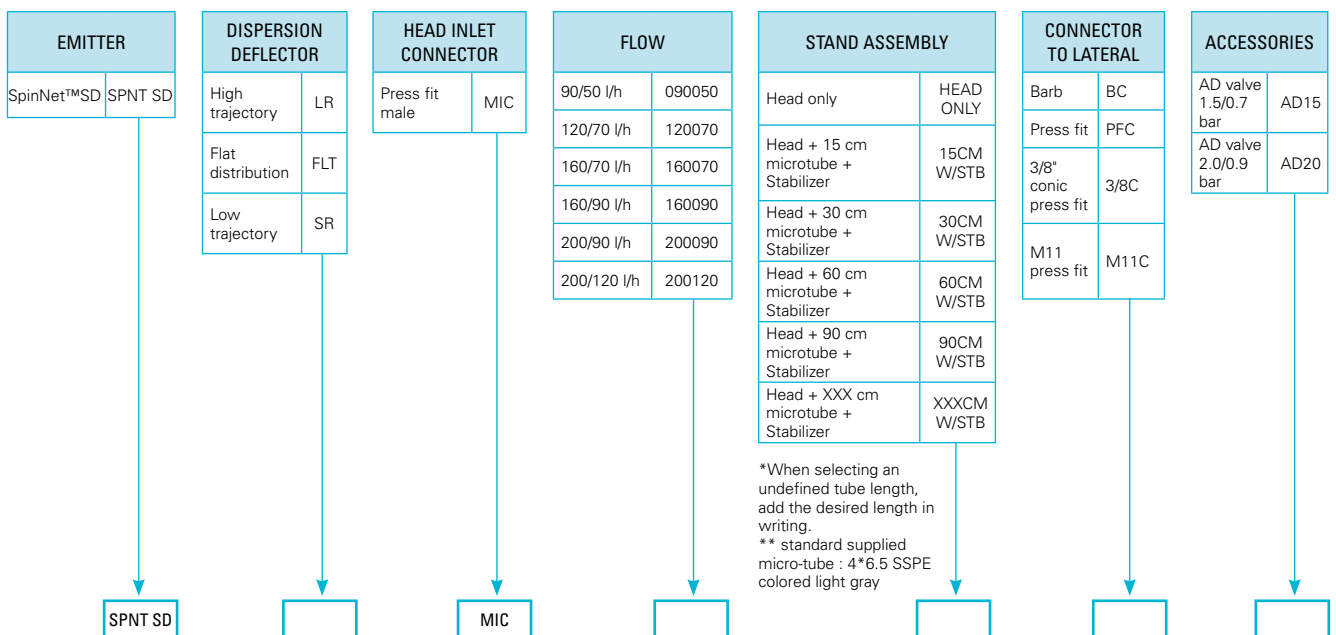 EMITTER
SpinNet™SD SPNT SD
DISPERSION
DEFLECTOR
High
trajectory
LR
Flat
distribution
FLT
Low
trajectory
SR
HEAD INLET
CONNECTOR
Press fit
male
MIC
FLOW
90/50 l/h 090050
120/70 l/h 120070
160/70 l/h 160070
160/90 l/h 160090
200/90 l/h 200090
200/120 l/h 200120
STAND ASSEMBLY
Head only
HEAD
ONLY
Head + 15 cm
microtube +
Stabilizer
15CM
W/STB
Head + 30 cm
microtube +
Stabilizer
30CM
W/STB
Head + 60 cm
microtube +
Stabilizer
60CM
W/STB
Head + 90 cm
microtube +
Stabilizer
90CM
W/STB
Head + XXX cm
microtube +
Stabilizer
XXXCM
W/STB
*When selecting an
undefined tube length,
add the desired length in
writing.
** standard supplied
micro-tube : 4*6.5 SSPE
colored light gray
CONNECTOR
TO LATERAL
Barb BC
Press fit PFC
3/8"
conic
press fit
3/8C
M11
press fit
M11C
ACCESSORIES
AD valve
1.5/0.7
bar
AD15
AD valve
2.0/0.9
bar
AD20
SPNT SD
MIC